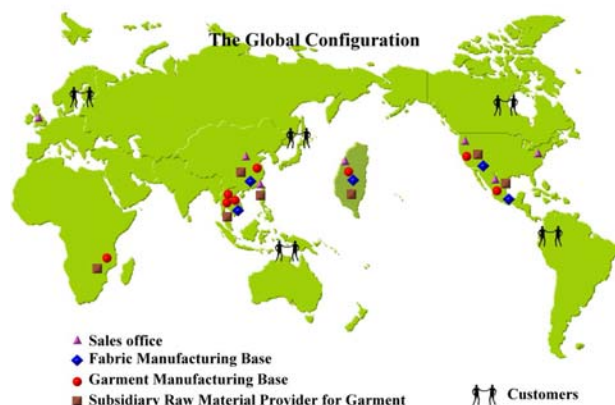 The Global Configuration
Sales office
Fabric Manufacturing Base
Garment Manufacturing Base
Subsidiary Raw Material Provider for Garment
Customers